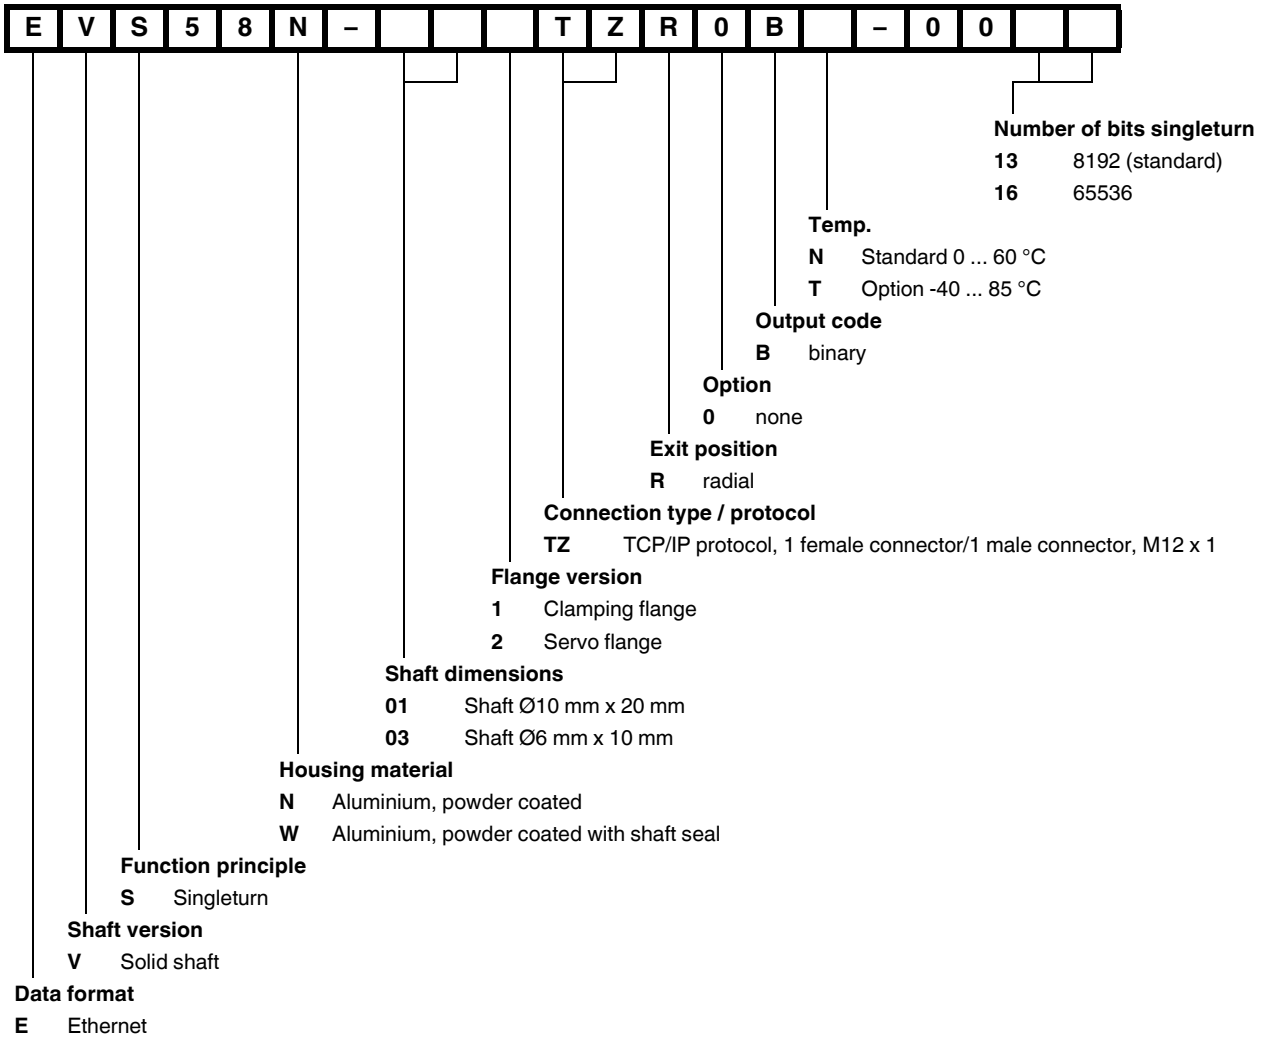 E V S 5 8 N – T Z R 0 B – 0 0
Number of bits singleturn
13 8192 (standard)
16 65536
Temp.
N Standard 0 ... 60 °C
T Option -40 ... 85 °C
Output code
B binary
Option
0 none
Exit position
R radial
Connection type / protocol
TZ TCP/IP protocol, 1 female connector/1 male connector, M12 x 1
Flange version
1 Clamping flange
2 Servo flange
Shaft dimensions
01 Shaft Ø10 mm x 20 mm
03 Shaft Ø6 mm x 10 mm
Housing material
N Aluminium, powder coated
W Aluminium, powder coated with shaft seal
Function principle
S Singleturn
Shaft version
V Solid shaft
Data format
E Ethernet